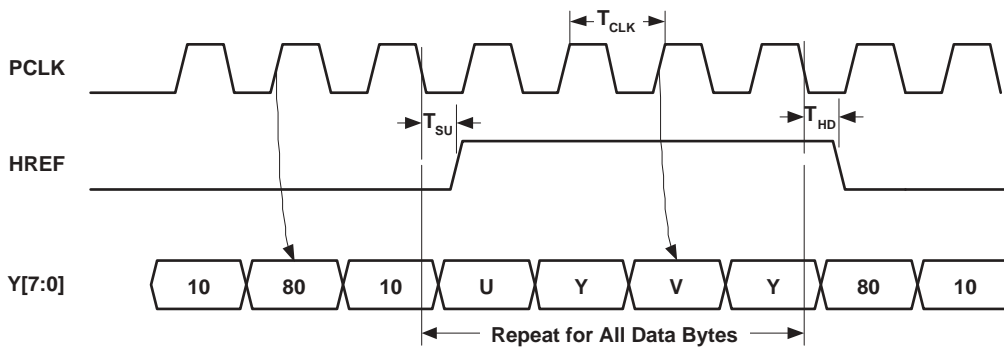 T_CLK
PCLK
T_SU
T_HD
HREF
Y[7:0]
10 80 10 U Y V Y 80 10
Repeat for All Data Bytes